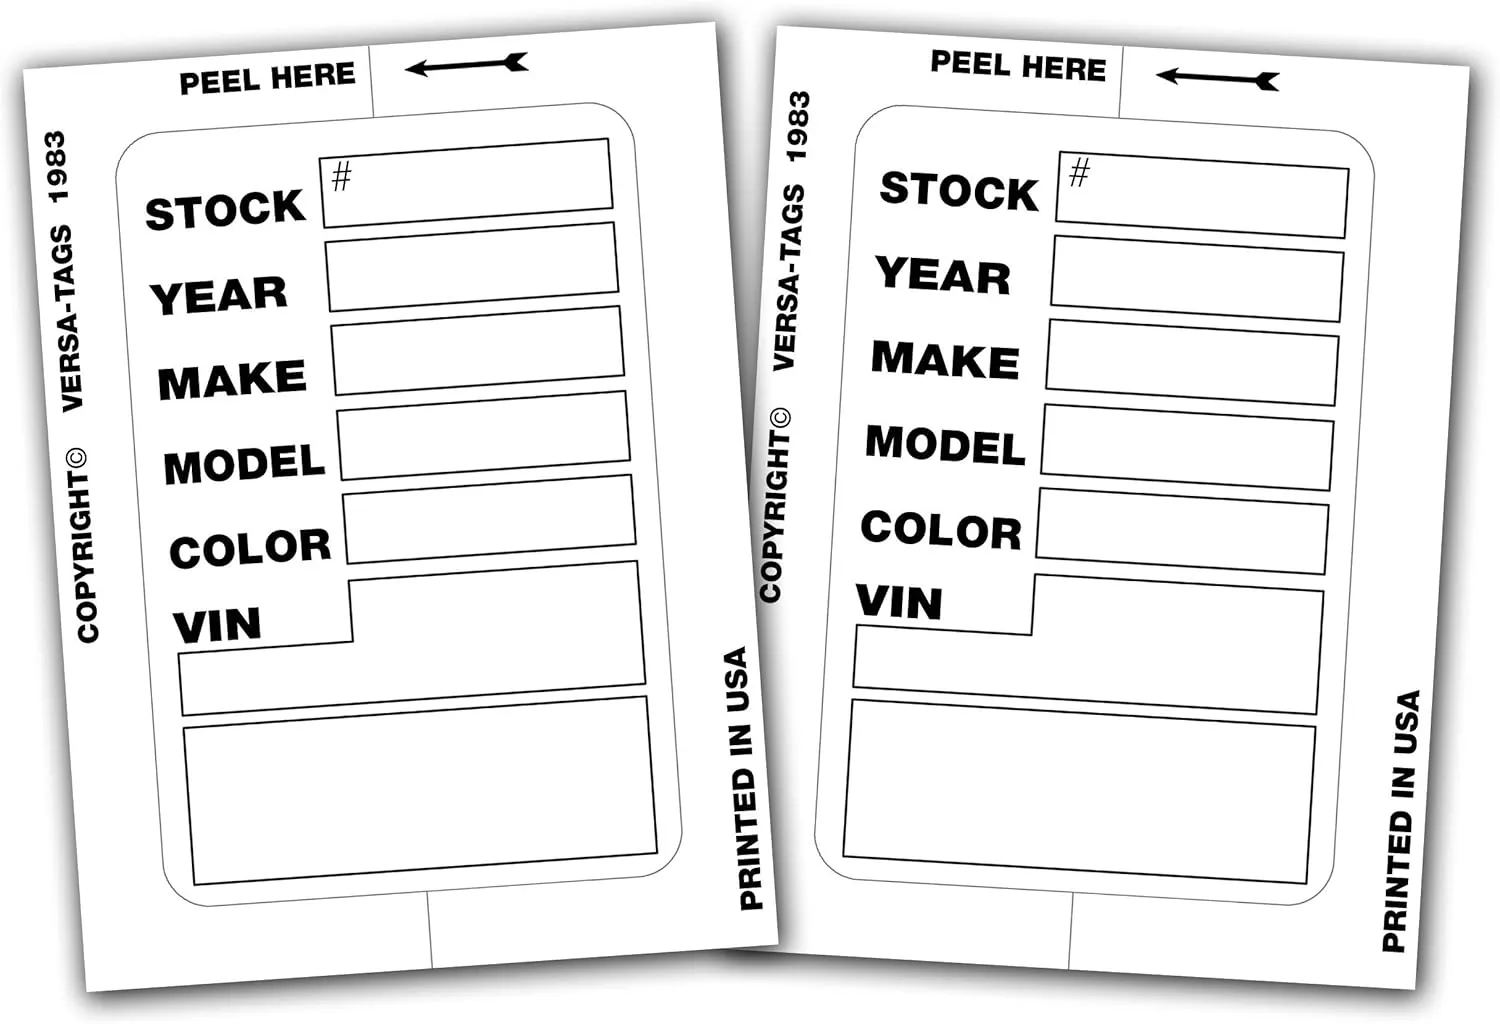 PEEL HERE
COPYRIGHT© VERSA-TAGS 1983
STOCK #
YEAR
MAKE
MODEL
COLOR
VIN
PRINTED IN USA
PEEL HERE
COPYRIGHT© VERSA-TAGS 1983
STOCK #
YEAR
MAKE
MODEL
COLOR
VIN
PRINTED IN USA